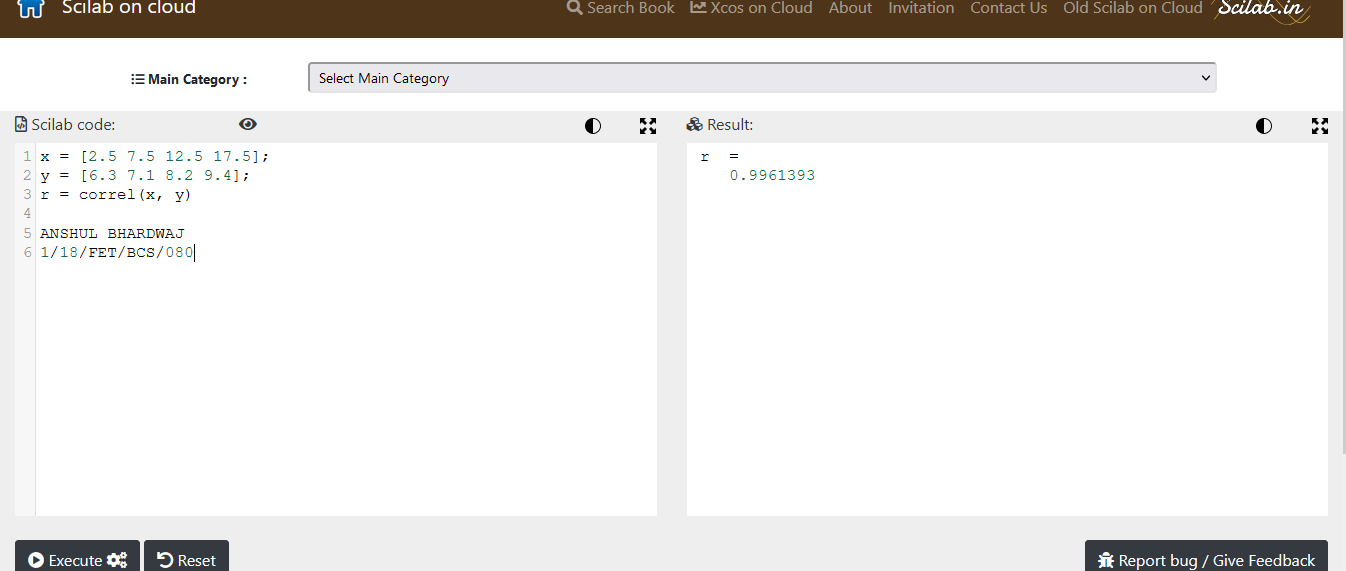 Scilab on cloud
Search Book Xcos on Cloud About Invitation Contact Us Old Scilab on Cloud Scilab.in
Main Category :
Select Main Category
Scilab code:
Result:
1 x = [2.5 7.5 12.5 17.5];
2 y = [6.3 7.1 8.2 9.4];
3 r = correl(x, y)
4
5 ANSHUL BHARDWAJ
6 1/18/FET/BCS/080
r =
0.9961393
Execute
Reset
Report bug / Give Feedback